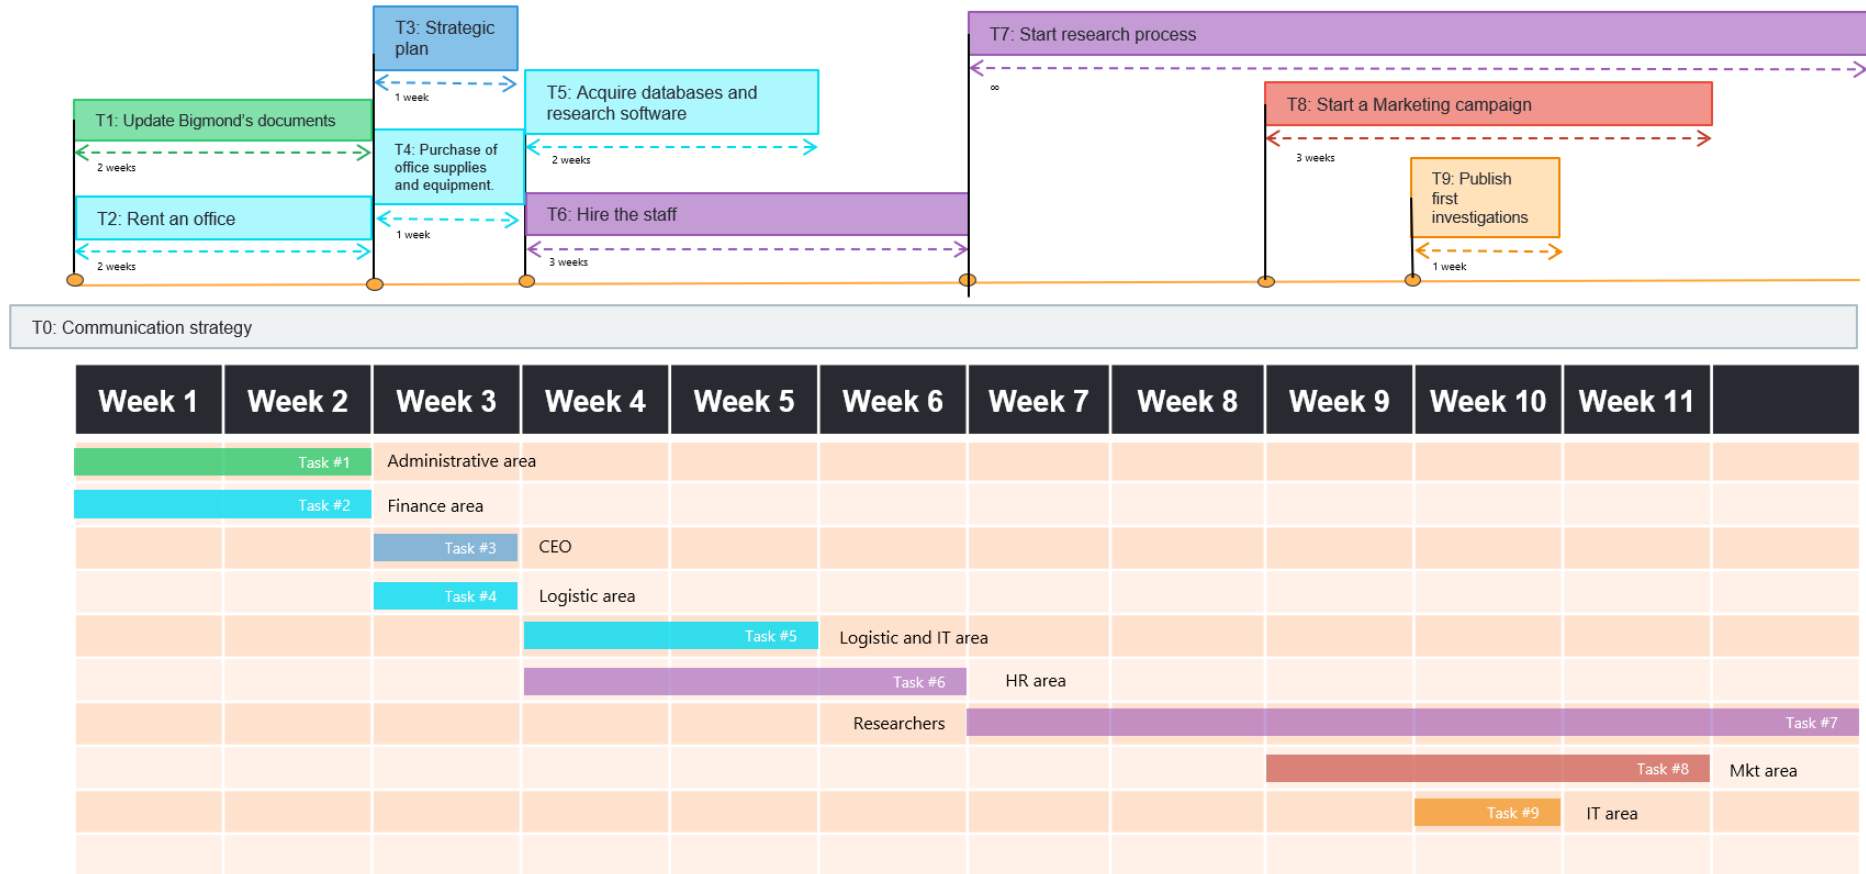 T3: Strategic
plan
1 week
T7: Start research process
∞
T1: Update Bigmond's documents
2 weeks
T5: Acquire databases and
research software
2 weeks
T8: Start a Marketing campaign
3 weeks
T4: Purchase of
office supplies
and equipment.
1 week
T9: Publish
first
investigations
1 week
T2: Rent an office
2 weeks
T6: Hire the staff
3 weeks
T0: Communication strategy
Week 1 Week 2 Week 3 Week 4 Week 5 Week 6 Week 7 Week 8 Week 9 Week 10 Week 11
Task #1 Administrative area
Task #2 Finance area
Task #3 CEO
Task #4 Logistic area
Task #5 Logistic and IT area
Task #6 HR area
Researchers Task #7
Task #8 Mkt area
Task #9 IT area